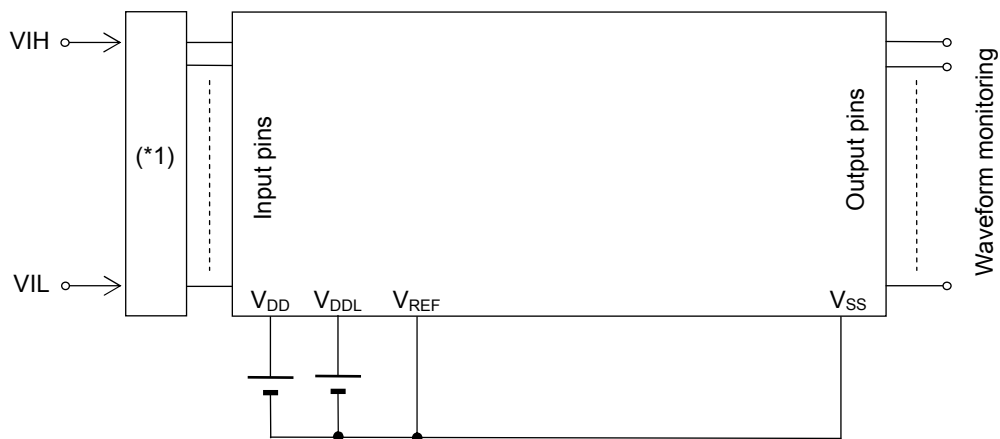 VIH
(*1)
VIL
Input pins
Output pins
Waveform monitoring
VDD
VDDL
VREF
VSS